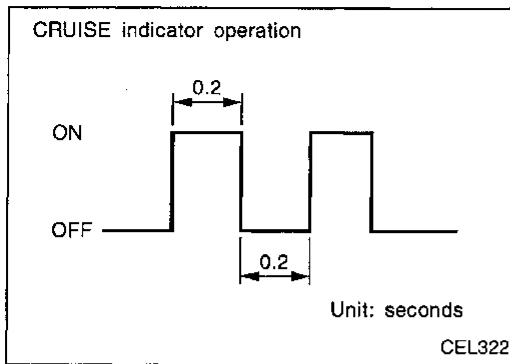 CRUISE indicator operation
0.2
ON
OFF
0.2
Unit: seconds
CEL322